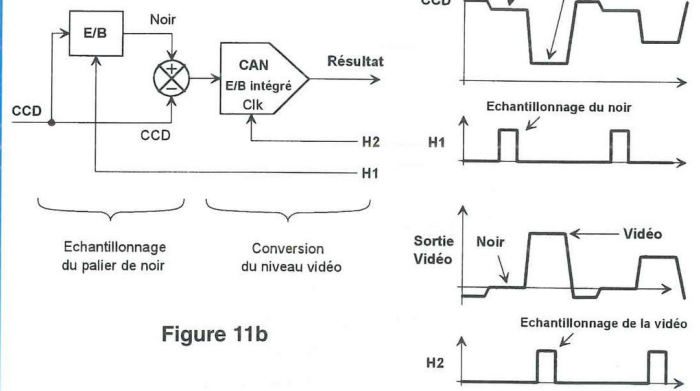 E/B
Noir
+
−
CAN
E/B intégré
Clk
Résultat
CCD
CCD
H2
H1
Echantillonnage
du palier de noir
Conversion
du niveau vidéo
Figure 11b
CCD
Echantillonnage du noir
H1
Sortie
Vidéo
Noir
Vidéo
Echantillonnage de la vidéo
H2